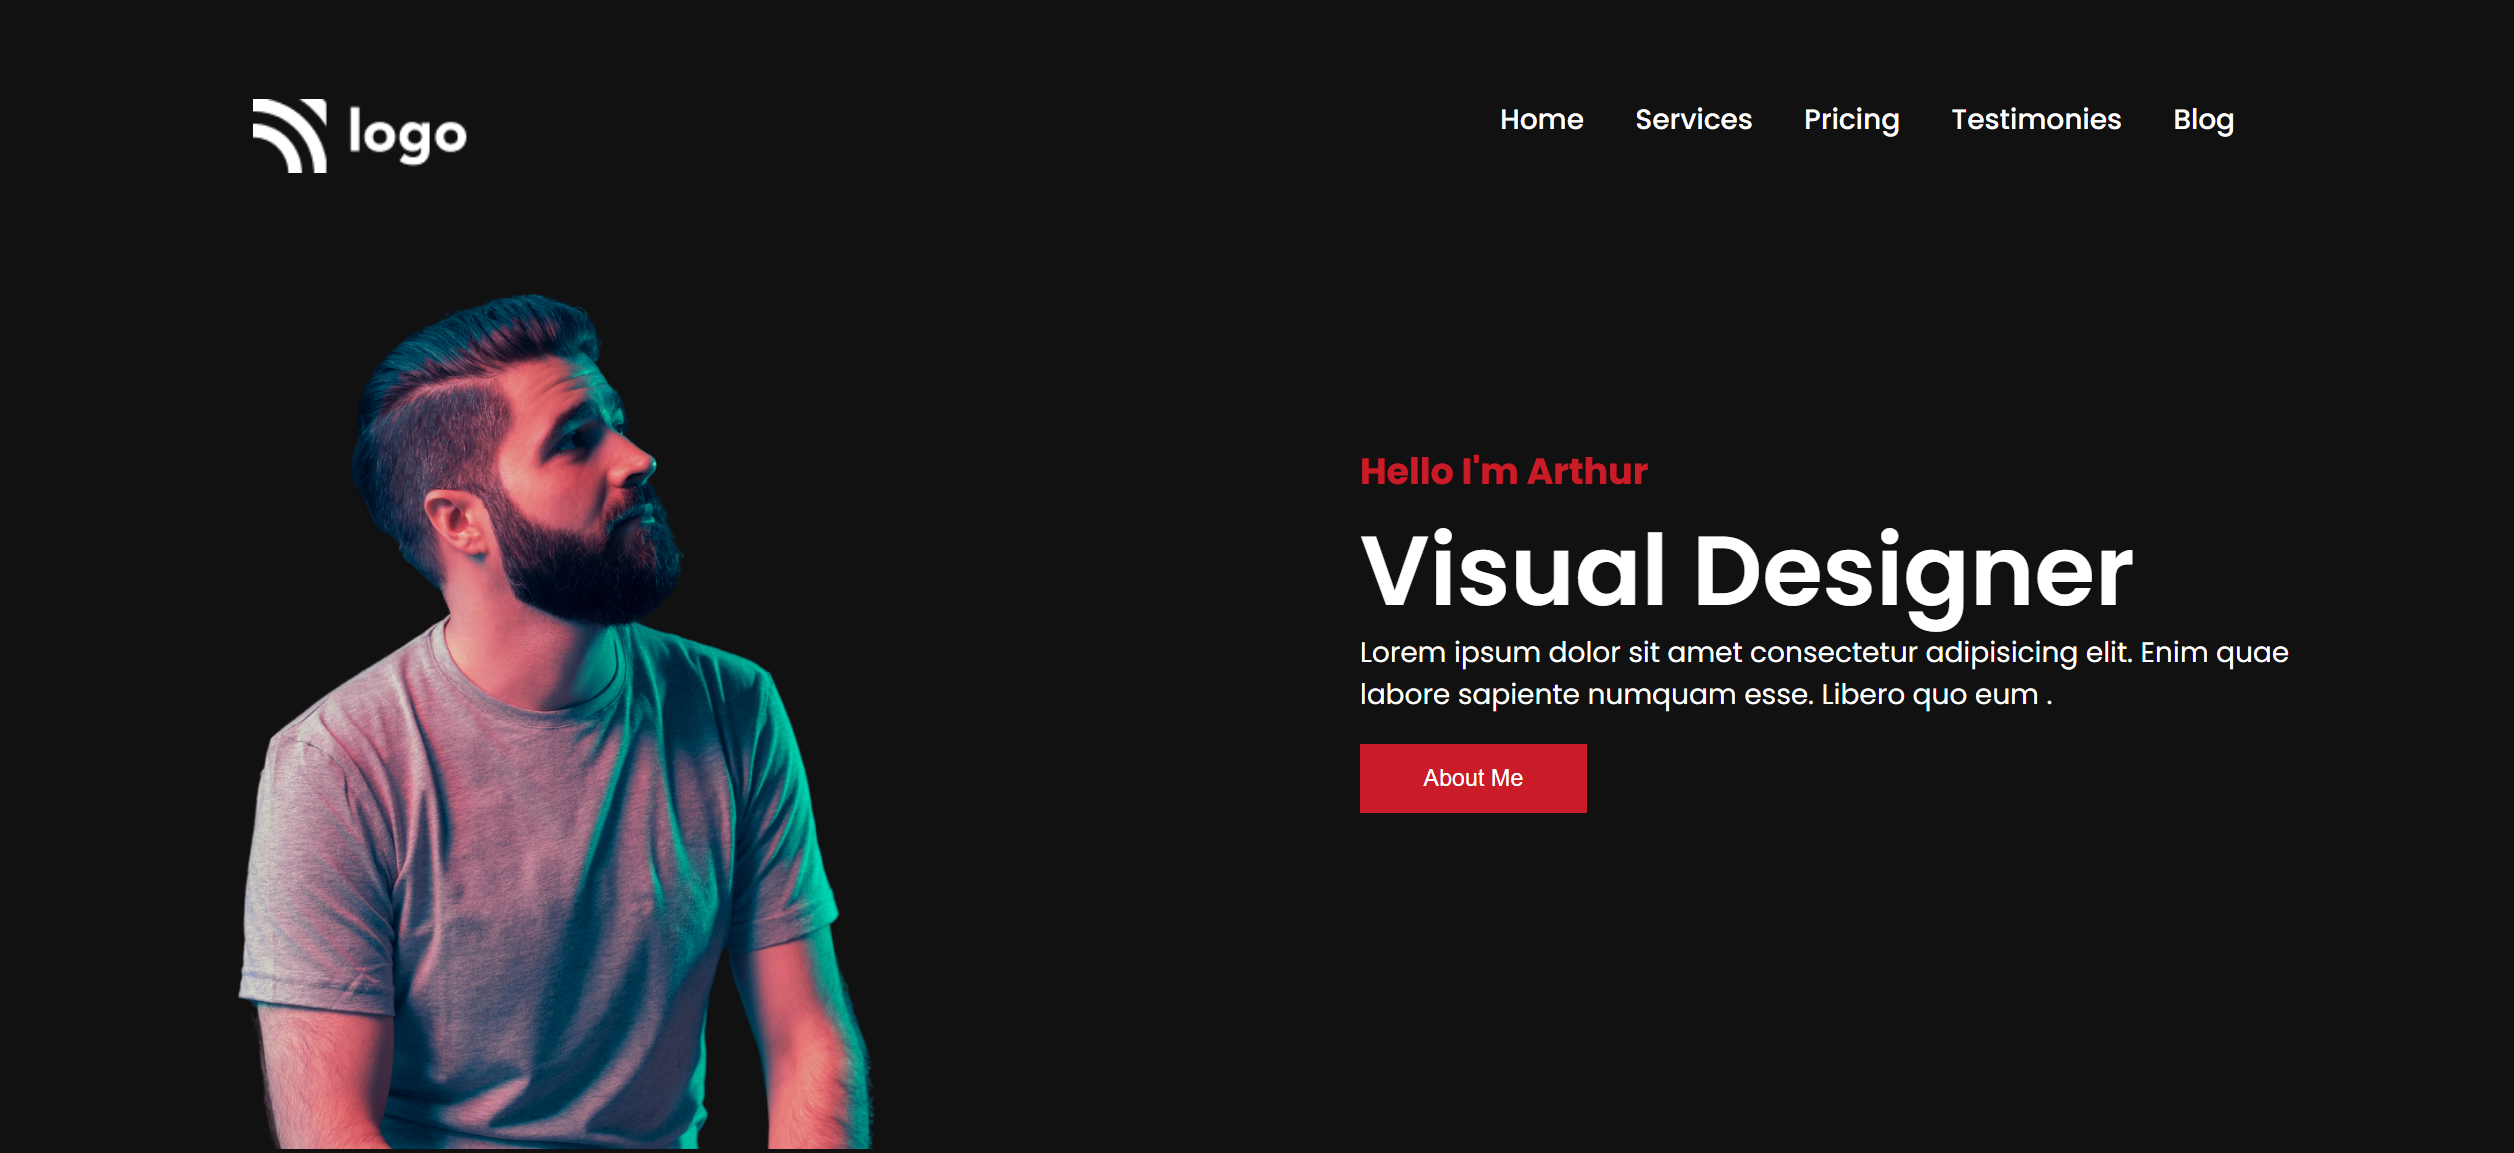 logo
Home Services Pricing Testimonies Blog
Hello I'm Arthur
Visual Designer
Lorem ipsum dolor sit amet consectetur adipisicing elit. Enim quae
labore sapiente numquam esse. Libero quo eum .
About Me